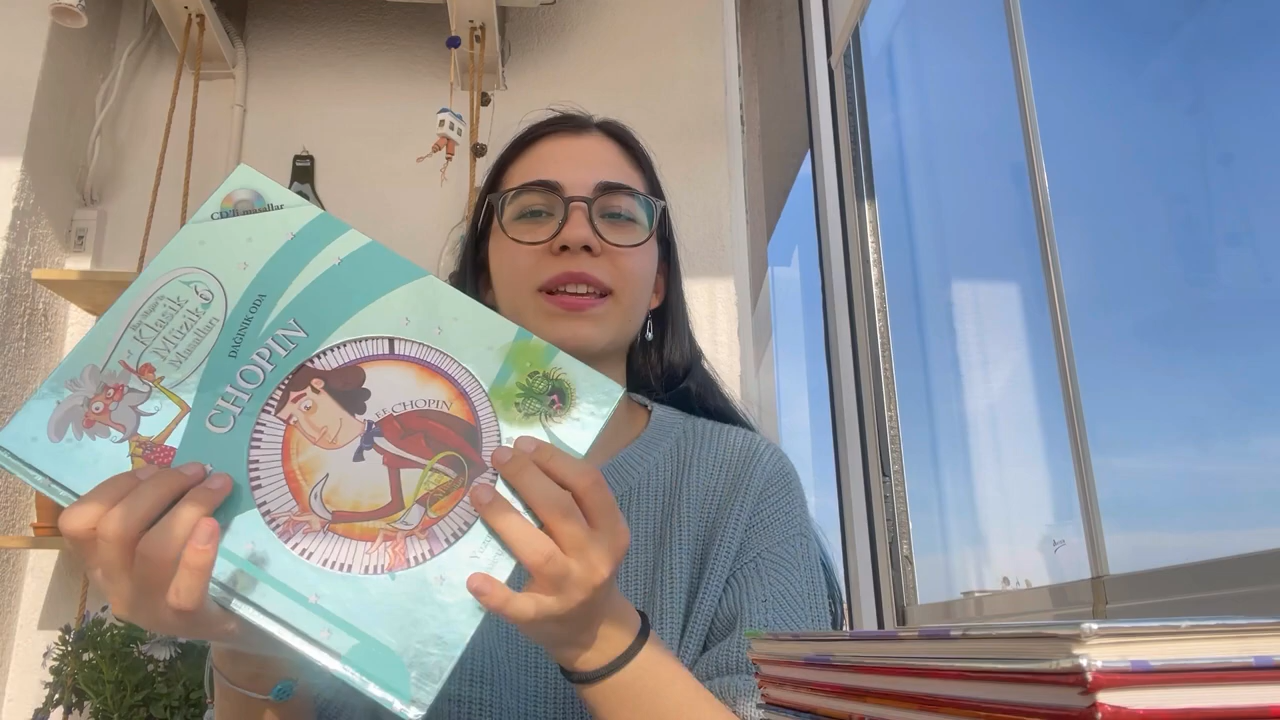 CD'li masallar
Klasik
Müzik 6
Masalları
DAĞINIK ODA
CHOPIN
CHOPIN